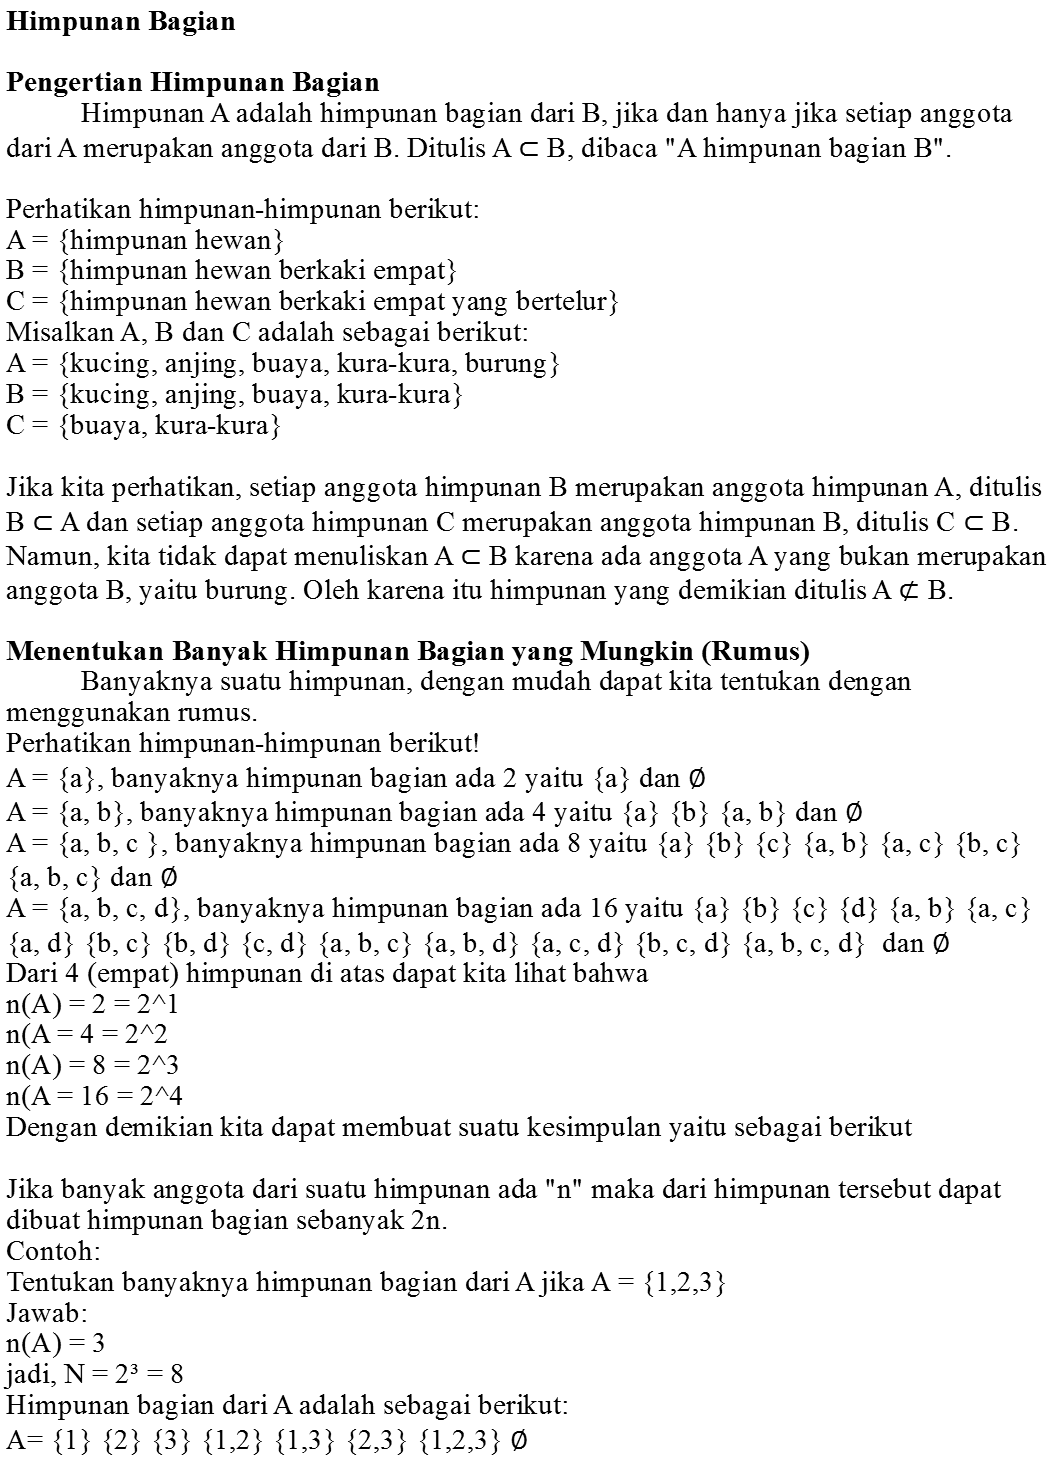 Himpunan Bagian
Pengertian Himpunan Bagian
Himpunan A adalah himpunan bagian dari B, jika dan hanya jika setiap anggota
dari A merupakan anggota dari B. Ditulis A ⊂ B, dibaca "A himpunan bagian B".
Perhatikan himpunan-himpunan berikut:
A = {himpunan hewan}
B = {himpunan hewan berkaki empat}
C = {himpunan hewan berkaki empat yang bertelur}
Misalkan A, B dan C adalah sebagai berikut:
A = {kucing, anjing, buaya, kura-kura, burung}
B = {kucing, anjing, buaya, kura-kura}
C = {buaya, kura-kura}
Jika kita perhatikan, setiap anggota himpunan B merupakan anggota himpunan A, ditulis
B ⊂ A dan setiap anggota himpunan C merupakan anggota himpunan B, ditulis C ⊂ B.
Namun, kita tidak dapat menuliskan A ⊂ B karena ada anggota A yang bukan merupakan
anggota B, yaitu burung. Oleh karena itu himpunan yang demikian ditulis A ⊄ B.
Menentukan Banyak Himpunan Bagian yang Mungkin (Rumus)
Banyaknya suatu himpunan, dengan mudah dapat kita tentukan dengan
menggunakan rumus.
Perhatikan himpunan-himpunan berikut!
A = {a}, banyaknya himpunan bagian ada 2 yaitu {a} dan ∅
A = {a, b}, banyaknya himpunan bagian ada 4 yaitu {a} {b} {a, b} dan ∅
A = {a, b, c }, banyaknya himpunan bagian ada 8 yaitu {a} {b} {c} {a, b} {a, c} {b, c}
{a, b, c} dan ∅
A = {a, b, c, d}, banyaknya himpunan bagian ada 16 yaitu {a} {b} {c} {d} {a, b} {a, c}
{a, d} {b, c} {b, d} {c, d} {a, b, c} {a, b, d} {a, c, d} {b, c, d} {a, b, c, d} dan ∅
Dari 4 (empat) himpunan di atas dapat kita lihat bahwa
n(A) = 2 = 2^1
n(A = 4 = 2^2
n(A) = 8 = 2^3
n(A = 16 = 2^4
Dengan demikian kita dapat membuat suatu kesimpulan yaitu sebagai berikut
Jika banyak anggota dari suatu himpunan ada "n" maka dari himpunan tersebut dapat
dibuat himpunan bagian sebanyak 2n.
Contoh:
Tentukan banyaknya himpunan bagian dari A jika A = {1,2,3}
Jawab:
n(A) = 3
jadi, N = 2³ = 8
Himpunan bagian dari A adalah sebagai berikut:
A= {1} {2} {3} {1,2} {1,3} {2,3} {1,2,3} ∅